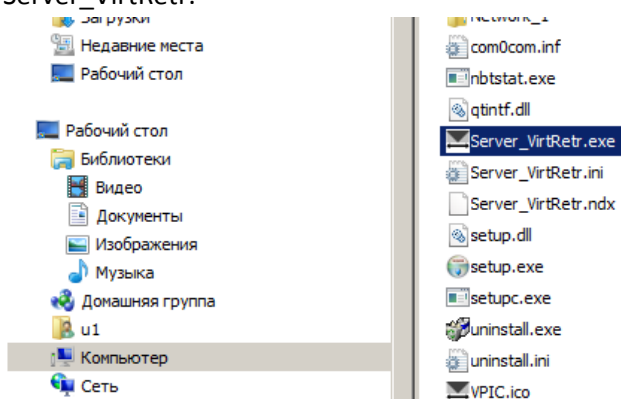 Server_VirtRetr.
Загрузки
Недавние места
Рабочий стол
Рабочий стол
Библиотеки
Видео
Документы
Изображения
Музыка
Домашняя группа
u1
Компьютер
Сеть
Network_1
com0com.inf
nbtstat.exe
qtintf.dll
Server_VirtRetr.exe
Server_VirtRetr.ini
Server_VirtRetr.ndx
setup.dll
setup.exe
setupc.exe
uninstall.exe
uninstall.ini
VPIC.ico